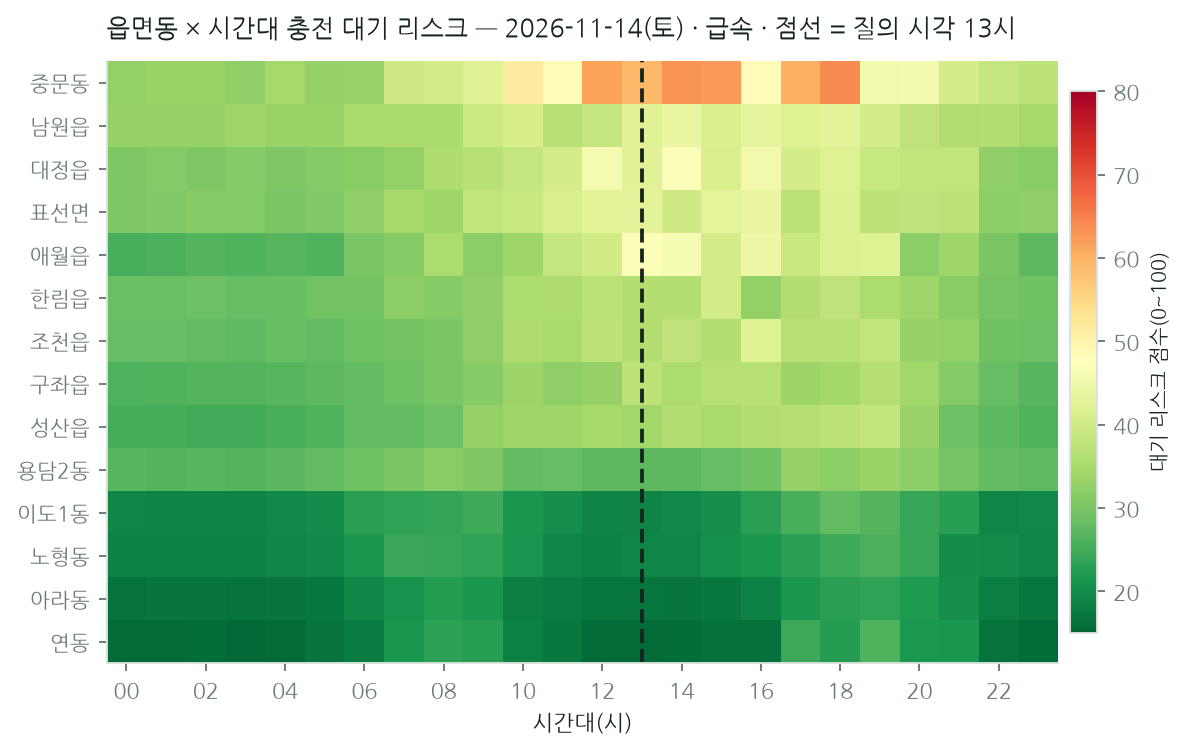 읍면동 × 시간대 충전 대기 리스크 — 2026-11-14(토) · 급속 · 점선 = 질의 시각 13시
중문동
남원읍
대정읍
표선면
애월읍
한림읍
조천읍
구좌읍
성산읍
용담2동
이도1동
노형동
아라동
연동
00 02 04 06 08 10 12 14 16 18 20 22
시간대(시)
80
70
60
50
40
30
20
대기 리스크 점수(0~100)